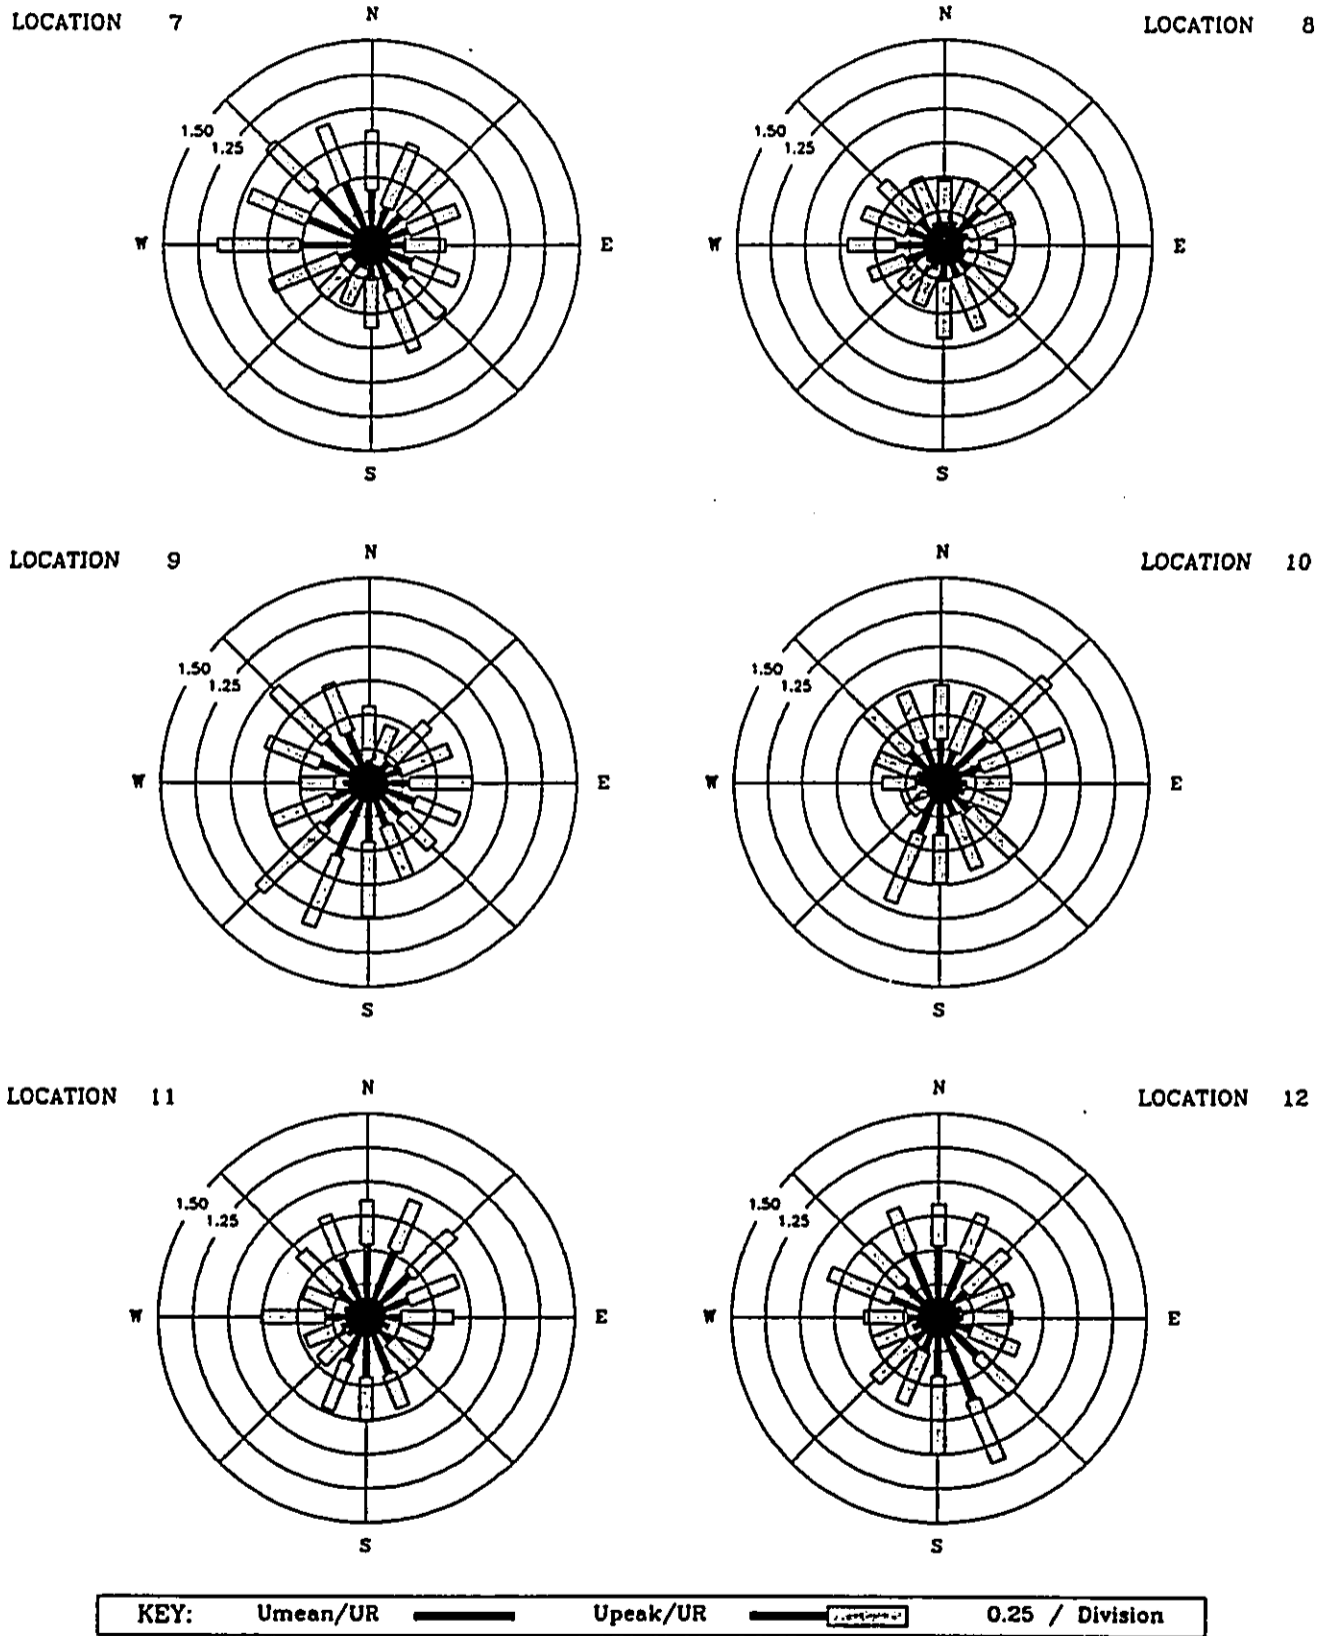 LOCATION 7 N
N LOCATION 8
1.50
1.25
1.50
1.25
W E
W E
S
S
LOCATION 9 N
N LOCATION 10
1.50
1.25
1.50
1.25
W E
W E
S
S
LOCATION 11 N
N LOCATION 12
1.50
1.25
1.50
1.25
W E
W E
S
S
KEY: Umean/UR Upeak/UR 0.25 / Division